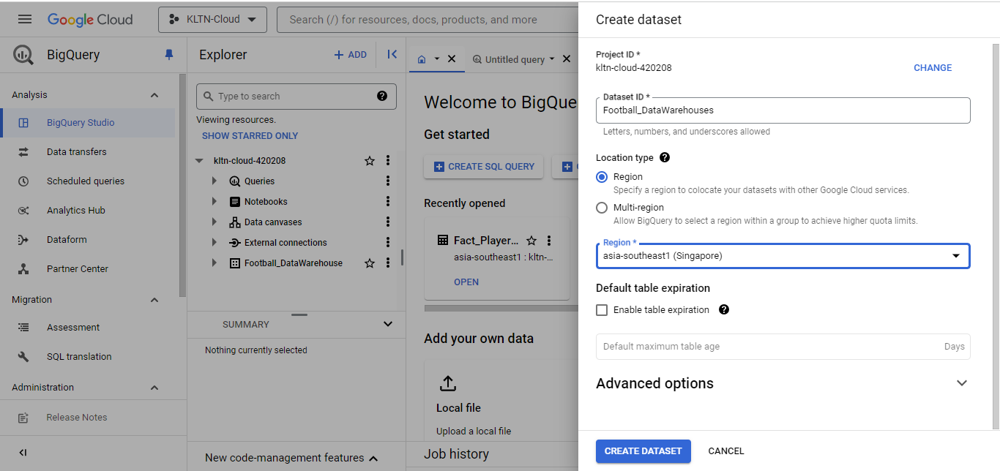 Google Cloud
KLTN-Cloud
Search (/) for resources, docs, products, and more
BigQuery
Analysis
BigQuery Studio
Data transfers
Scheduled queries
Analytics Hub
Dataform
Partner Center
Migration
Assessment
SQL translation
Administration
Release Notes
Explorer
+ ADD
Type to search
Viewing resources.
SHOW STARRED ONLY
kltn-cloud-420208
Queries
Notebooks
Data canvases
External connections
Football_DataWarehouse
SUMMARY
Nothing currently selected
New code-management features
Untitled query
Welcome to BigQue
Get started
CREATE SQL QUERY
Recently opened
Fact_Player...
asia-southeast1 : kltn-...
OPEN
Add your own data
Local file
Upload a local file
Job history
Create dataset
Project ID *
kltn-cloud-420208
CHANGE
Dataset ID *
Football_DataWarehouses
Letters, numbers, and underscores allowed
Location type
Region
Specify a region to colocate your datasets with other Google Cloud services.
Multi-region
Allow BigQuery to select a region within a group to achieve higher quota limits.
Region *
asia-southeast1 (Singapore)
Default table expiration
Enable table expiration
Default maximum table age
Days
Advanced options
CREATE DATASET
CANCEL